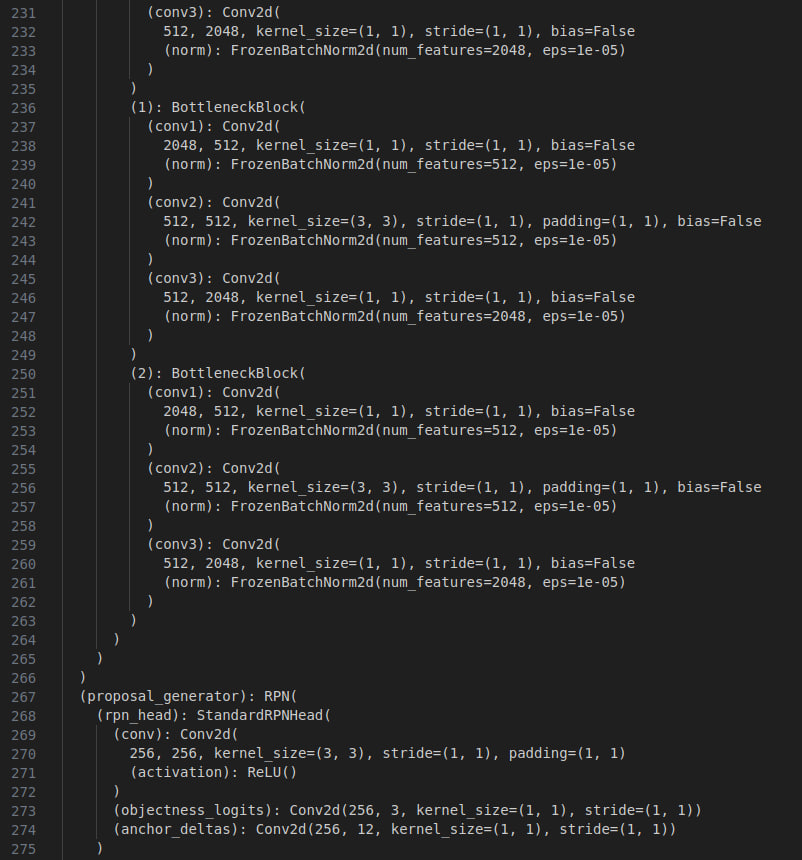 231 (conv3): Conv2d(
232 512, 2048, kernel_size=(1, 1), stride=(1, 1), bias=False
233 (norm): FrozenBatchNorm2d(num_features=2048, eps=1e-05)
234 )
235 )
236 (1): BottleneckBlock(
237 (conv1): Conv2d(
238 2048, 512, kernel_size=(1, 1), stride=(1, 1), bias=False
239 (norm): FrozenBatchNorm2d(num_features=512, eps=1e-05)
240 )
241 (conv2): Conv2d(
242 512, 512, kernel_size=(3, 3), stride=(1, 1), padding=(1, 1), bias=False
243 (norm): FrozenBatchNorm2d(num_features=512, eps=1e-05)
244 )
245 (conv3): Conv2d(
246 512, 2048, kernel_size=(1, 1), stride=(1, 1), bias=False
247 (norm): FrozenBatchNorm2d(num_features=2048, eps=1e-05)
248 )
249 )
250 (2): BottleneckBlock(
251 (conv1): Conv2d(
252 2048, 512, kernel_size=(1, 1), stride=(1, 1), bias=False
253 (norm): FrozenBatchNorm2d(num_features=512, eps=1e-05)
254 )
255 (conv2): Conv2d(
256 512, 512, kernel_size=(3, 3), stride=(1, 1), padding=(1, 1), bias=False
257 (norm): FrozenBatchNorm2d(num_features=512, eps=1e-05)
258 )
259 (conv3): Conv2d(
260 512, 2048, kernel_size=(1, 1), stride=(1, 1), bias=False
261 (norm): FrozenBatchNorm2d(num_features=2048, eps=1e-05)
262 )
263 )
264 )
265 )
266 )
267 (proposal_generator): RPN(
268 (rpn_head): StandardRPNHead(
269 (conv): Conv2d(
270 256, 256, kernel_size=(3, 3), stride=(1, 1), padding=(1, 1)
271 (activation): ReLU()
272 )
273 (objectness_logits): Conv2d(256, 3, kernel_size=(1, 1), stride=(1, 1))
274 (anchor_deltas): Conv2d(256, 12, kernel_size=(1, 1), stride=(1, 1))
275 )